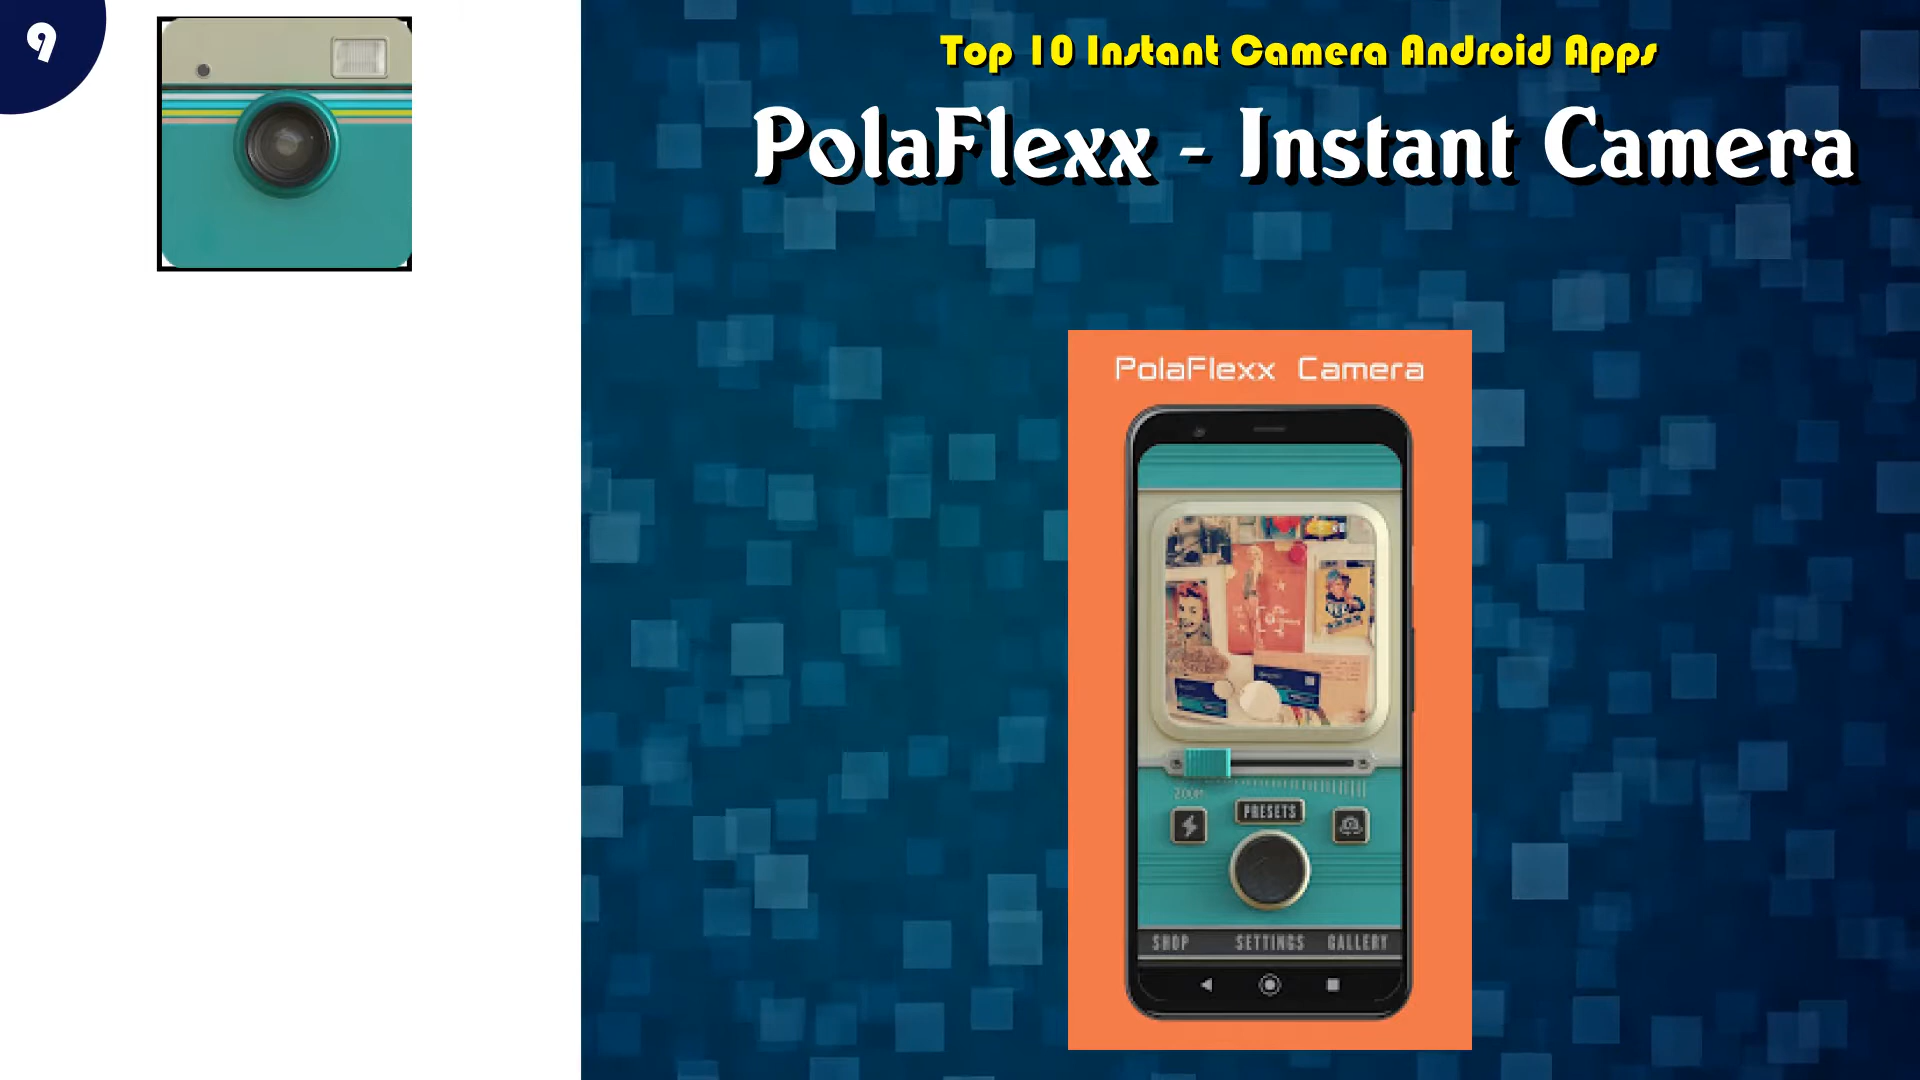 9
Top 10 Instant Camera Android Apps
PolaFlexx - Instant Camera
PolaFlexx Camera
Zoom
PRESETS
SHOP SETTINGS GALLERY